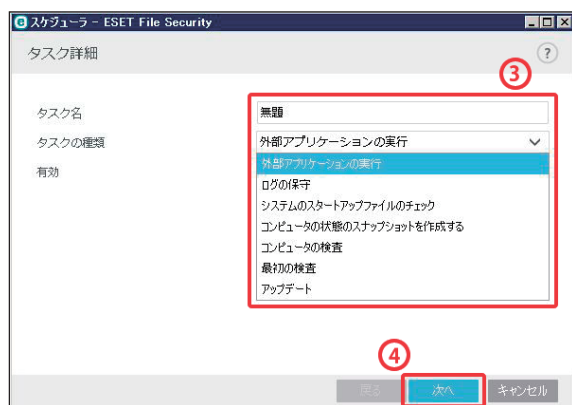 スケジューラ - ESET File Security
タスク詳細
?
③
タスク名
無題
タスクの種類
外部アプリケーションの実行
有効
外部アプリケーションの実行
ログの保守
システムのスタートアップファイルのチェック
コンピュータの状態のスナップショットを作成する
コンピュータの検査
最初の検査
アップデート
④
戻る
次へ
キャンセル